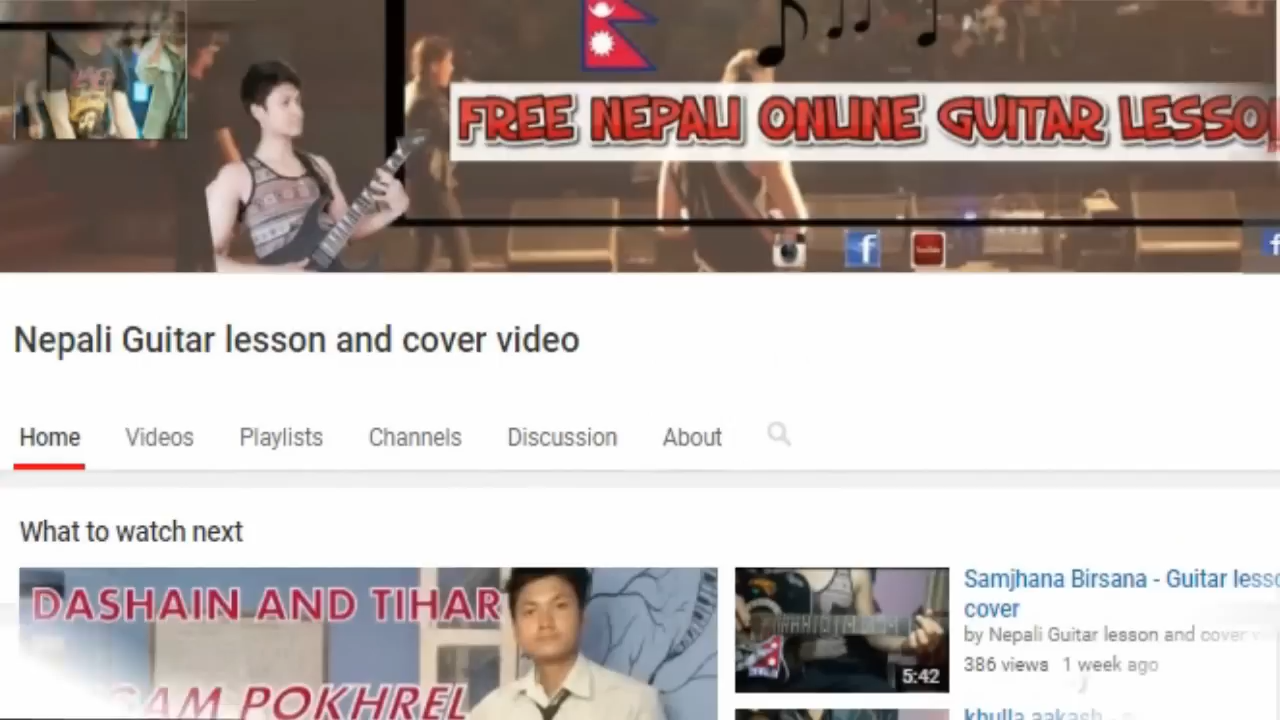 FREE NEPALI ONLINE GUITAR LESSO
Nepali Guitar lesson and cover video
Home Videos Playlists Channels Discussion About
What to watch next
DASHAIN AND TIHAR
SAM POKHREL
5:42
Samjhana Birsana - Guitar lesso
cover
by Nepali Guitar lesson and cover
386 views 1 week ago
khulla aakash -